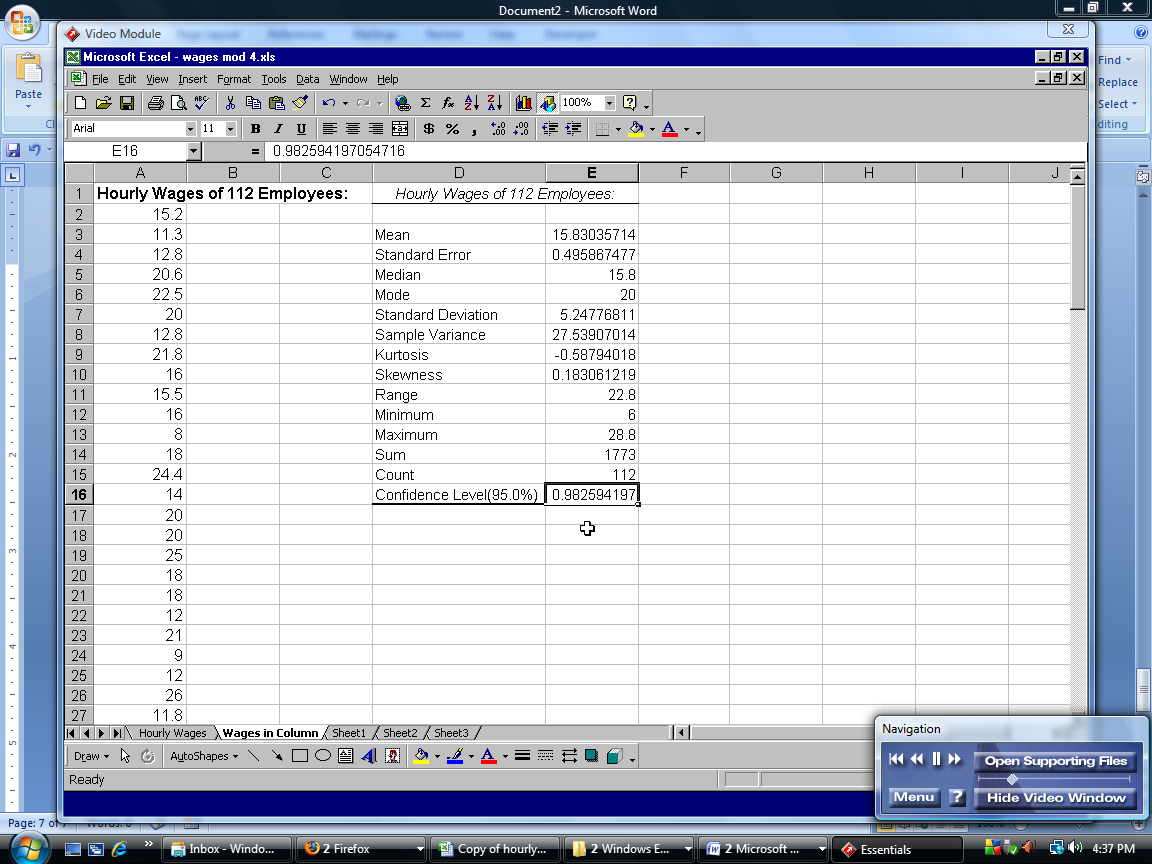 Document2 - Microsoft Word
Video Module
Microsoft Excel - wages mod 4.xls
File Edit View Insert Format Tools Data Window Help
100%
Arial 11 B I U $ % ,
E16 = 0.982594197054716
A B C D E F G H I J
1 Hourly Wages of 112 Employees: Hourly Wages of 112 Employees:
2 15.2
3 11.3 Mean 15.83035714
4 12.8 Standard Error 0.495867477
5 20.6 Median 15.8
6 22.5 Mode 20
7 20 Standard Deviation 5.24776811
8 12.8 Sample Variance 27.53907014
9 21.8 Kurtosis -0.58794018
10 16 Skewness 0.183061219
11 15.5 Range 22.8
12 16 Minimum 6
13 8 Maximum 28.8
14 18 Sum 1773
15 24.4 Count 112
16 14 Confidence Level(95.0%) 0.982594197
17 20
18 20
19 25
20 18
21 18
22 12
23 21
24 9
25 12
26 26
27 11.8
Hourly Wages Wages in Column Sheet1 Sheet2 Sheet3
Draw AutoShapes
Ready
Paste
Find
Replace
Select
diting
Navigation
Open Supporting Files
Menu ? Hide Video Window
Page: 7 of
Inbox - Windo... 2 Firefox Copy of hourly... 2 Windows E... 2 Microsoft ... Essentials 4:37 PM